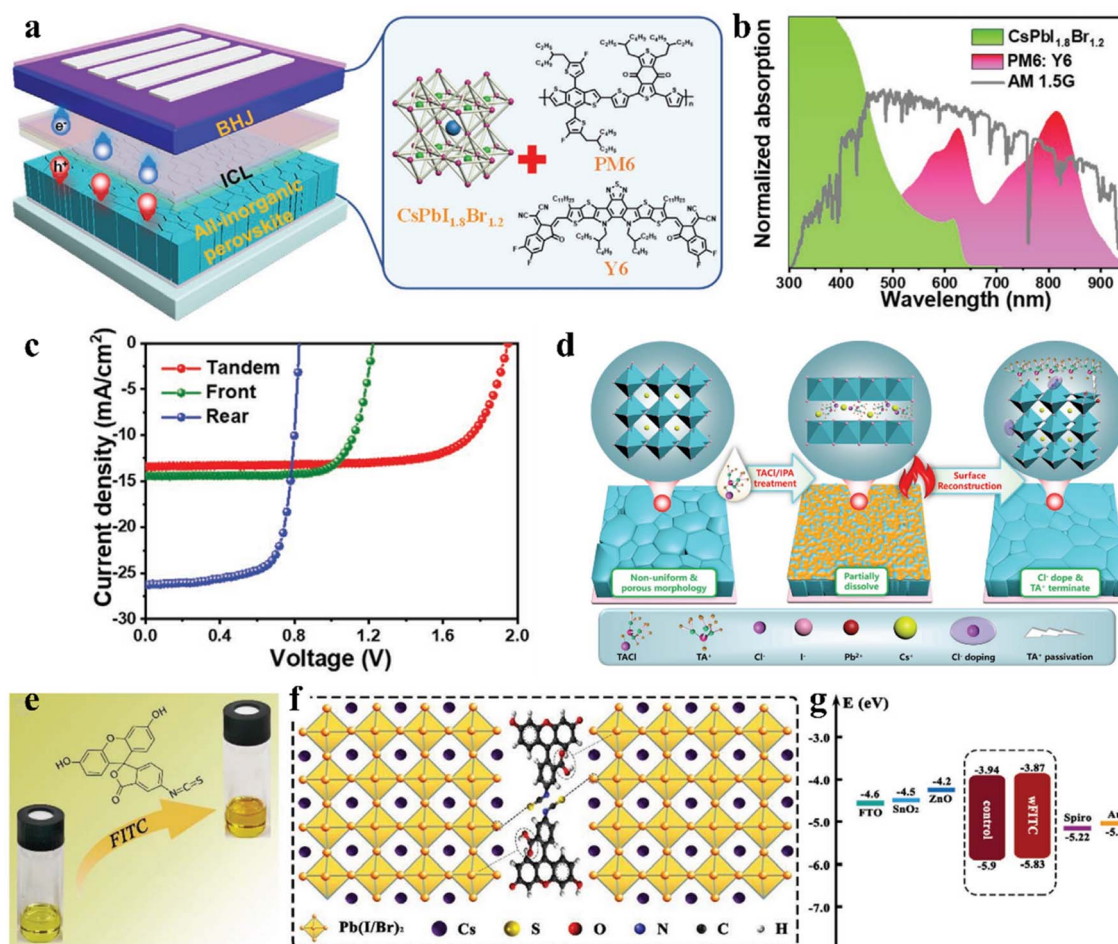 a
BHJ
e-
ICL
h+
All-inorganic
perovskite
CsPbI1.8Br1.2
PM6
Y6
b
Normalized absorption
CsPbI1.8Br1.2
PM6: Y6
AM 1.5G
300 400 500 600 700 800 900
Wavelength (nm)
c
Current density (mA/cm2)
0
-5
-10
-15
-20
-25
-30
Tandem
Front
Rear
0.0 0.4 0.8 1.2 1.6 2.0
Voltage (V)
d
TACl/IPA
treatment
Surface
Reconstruction
Non-uniform &
porous morphology
Partially
dissolve
Cl- dope &
TA+ terminate
TACl TA+ Cl- I- Pb2+ Cs+ Cl- doping TA+ passivation
e
OH
HO
O
O
O
N=C=S
FITC
f
Pb(I/Br)2 Cs S O N C H
g
E (eV)
-3.0
-4.0
-5.0
-6.0
-7.0
-4.6
FTO
-4.5
SnO2
-4.2
ZnO
-3.94
control
-5.9
-3.87
wFITC
-5.83
Spiro
-5.22